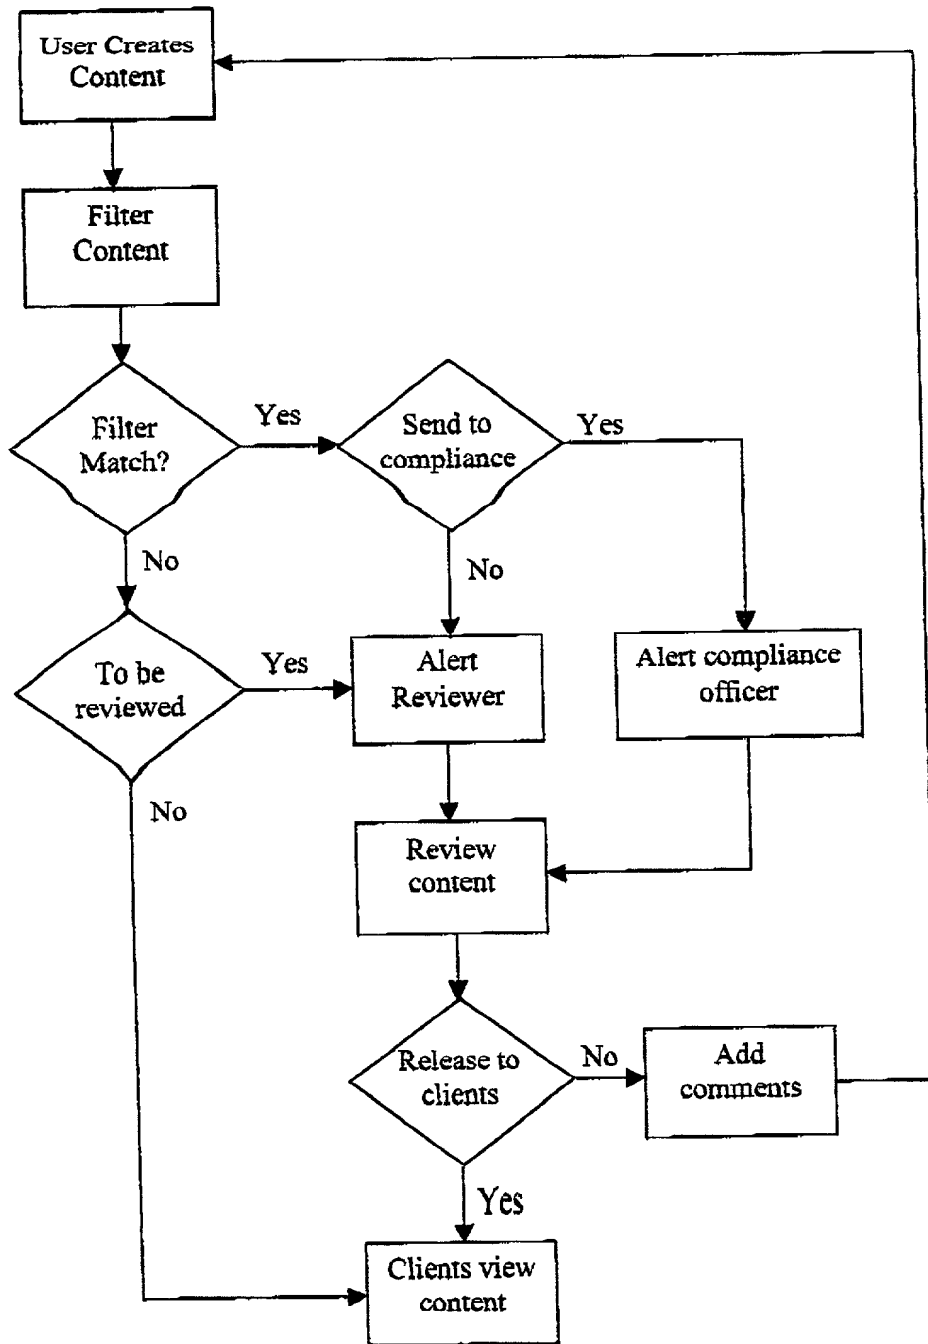 User Creates
Content
Filter
Content
Filter
Match?
Yes
Send to
compliance
Yes
No
No
To be
reviewed
Yes
Alert
Reviewer
Alert compliance
officer
No
Review
content
Release to
clients
No
Add
comments
Yes
Clients view
content